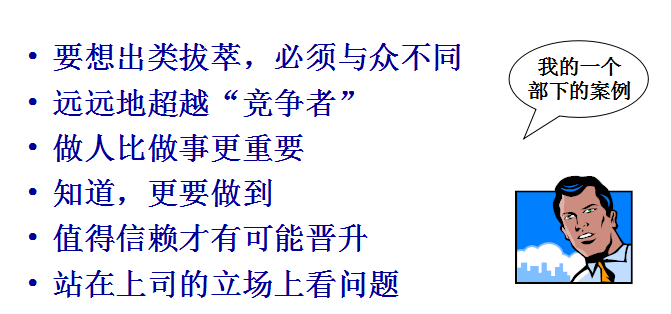 • 要想出类拔萃，必须与众不同
• 远远地超越“竞争者”
• 做人比做事更重要
• 知道，更要做到
• 值得信赖才有可能晋升
• 站在上司的立场上看问题
我的一个
部下的案例